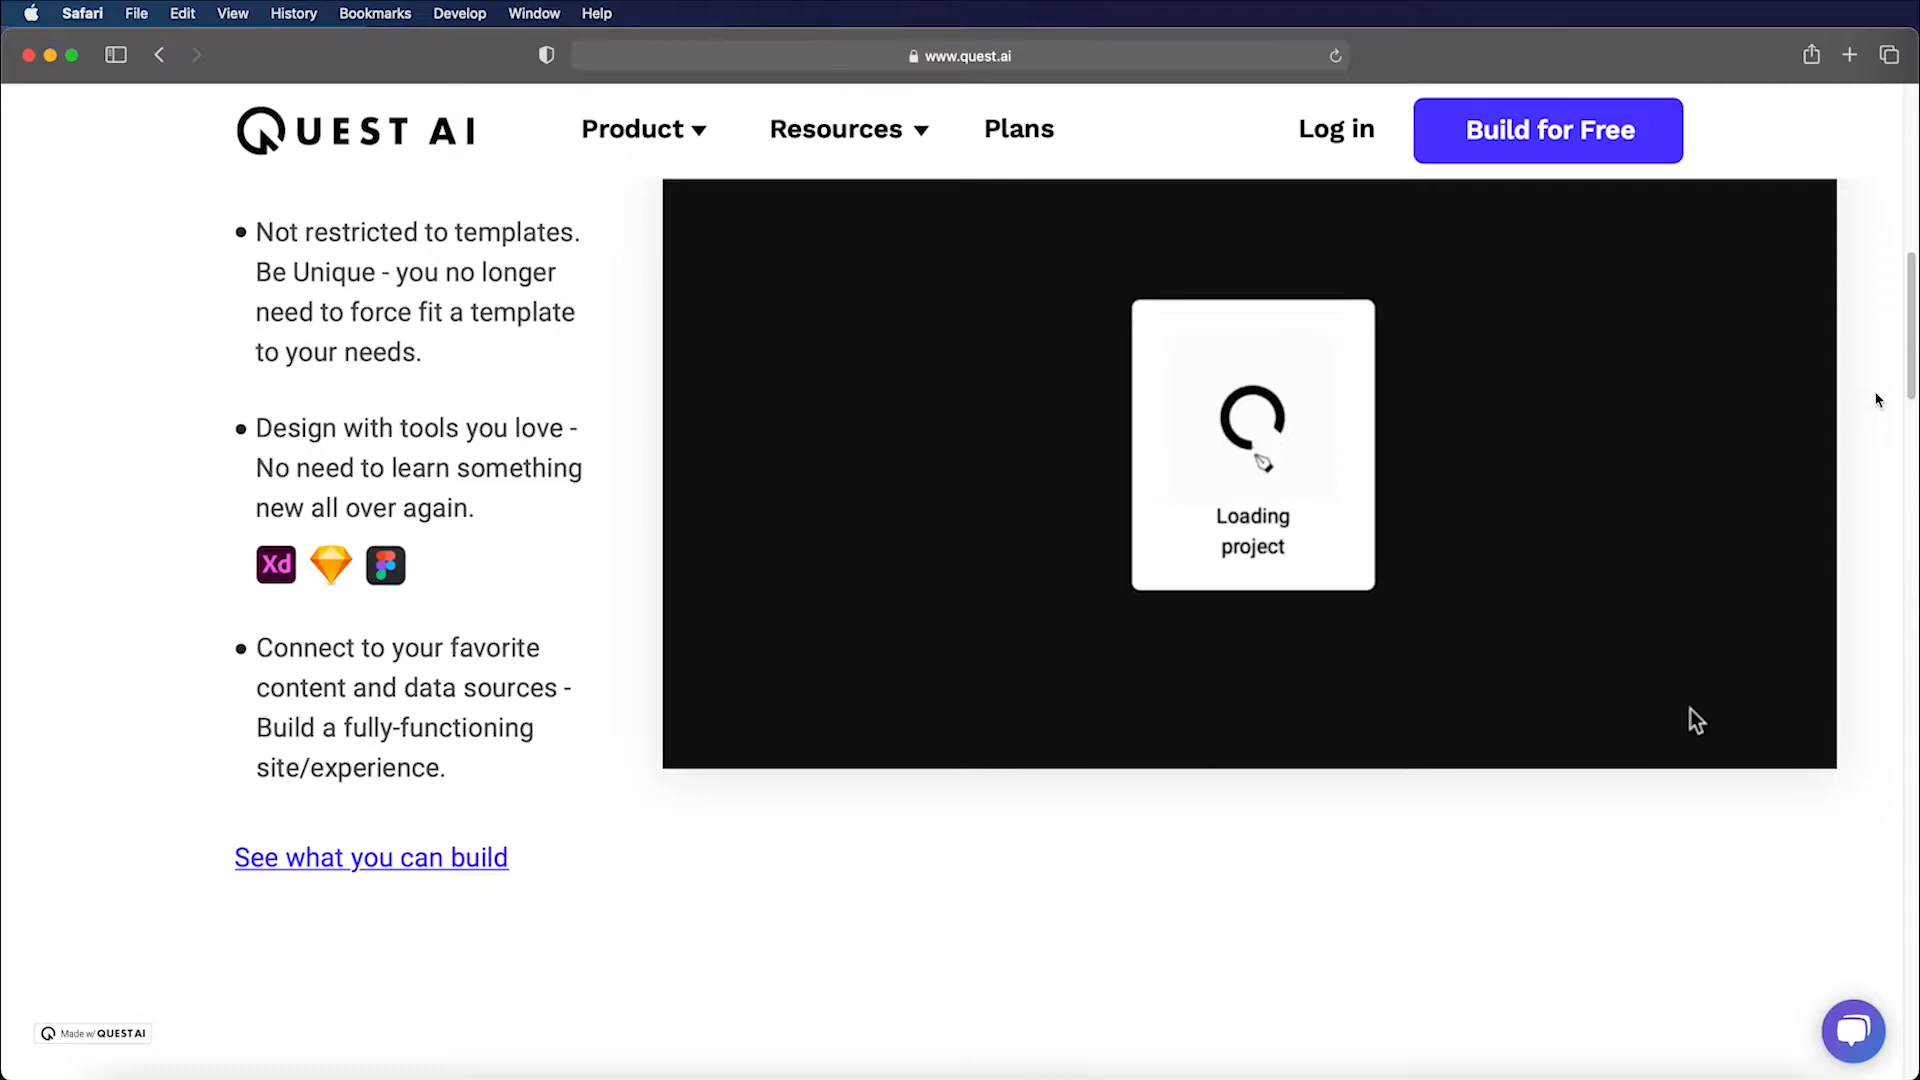 Safari File Edit View History Bookmarks Develop Window Help
www.quest.ai
QUEST AI Product Resources Plans Log in Build for Free
Not restricted to templates.
Be Unique - you no longer
need to force fit a template
to your needs.
Design with tools you love -
No need to learn something
new all over again.
Xd
Connect to your favorite
content and data sources -
Build a fully-functioning
site/experience.
See what you can build
Loading
project
Made w/ QUEST AI